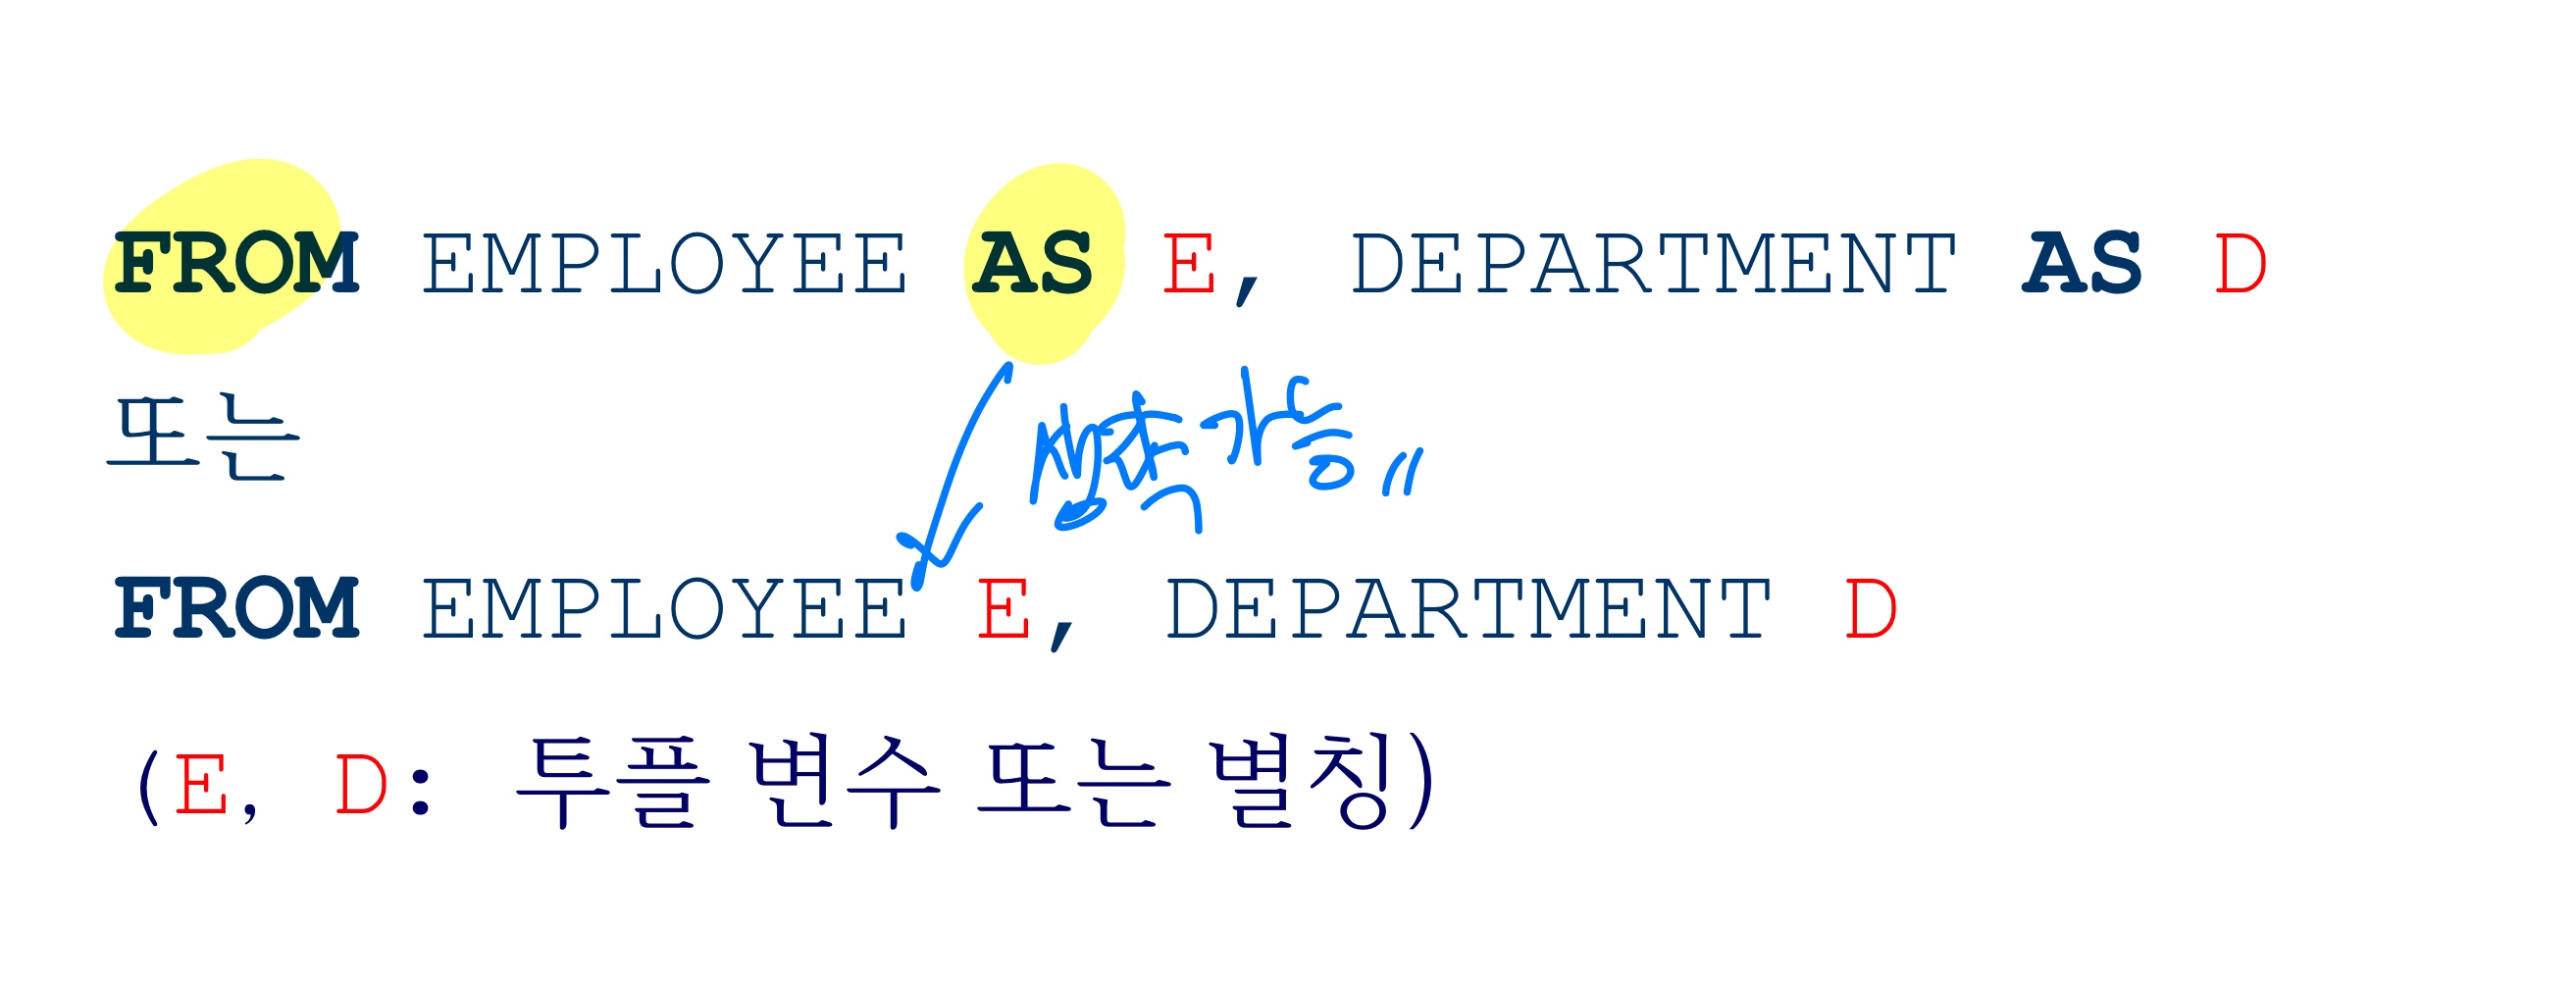 FROM EMPLOYEE AS E, DEPARTMENT AS D
또는
생략 가능 〃
FROM EMPLOYEE E, DEPARTMENT D
(E, D: 투플 변수 또는 별칭)